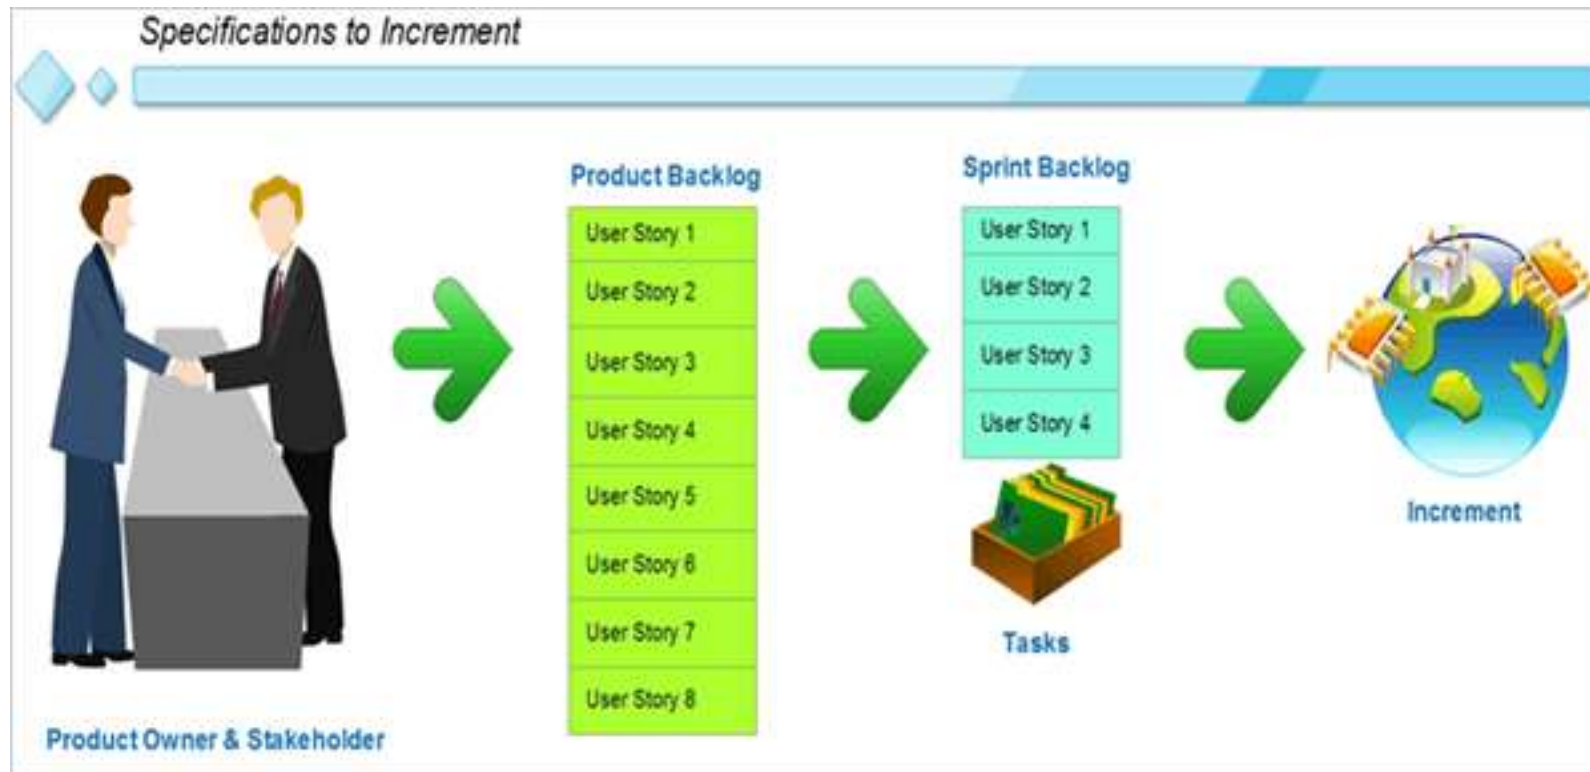 Specifications to Increment
Product Backlog
User Story 1
User Story 2
User Story 3
User Story 4
User Story 5
User Story 6
User Story 7
User Story 8
Sprint Backlog
User Story 1
User Story 2
User Story 3
User Story 4
Tasks
Increment
Product Owner & Stakeholder